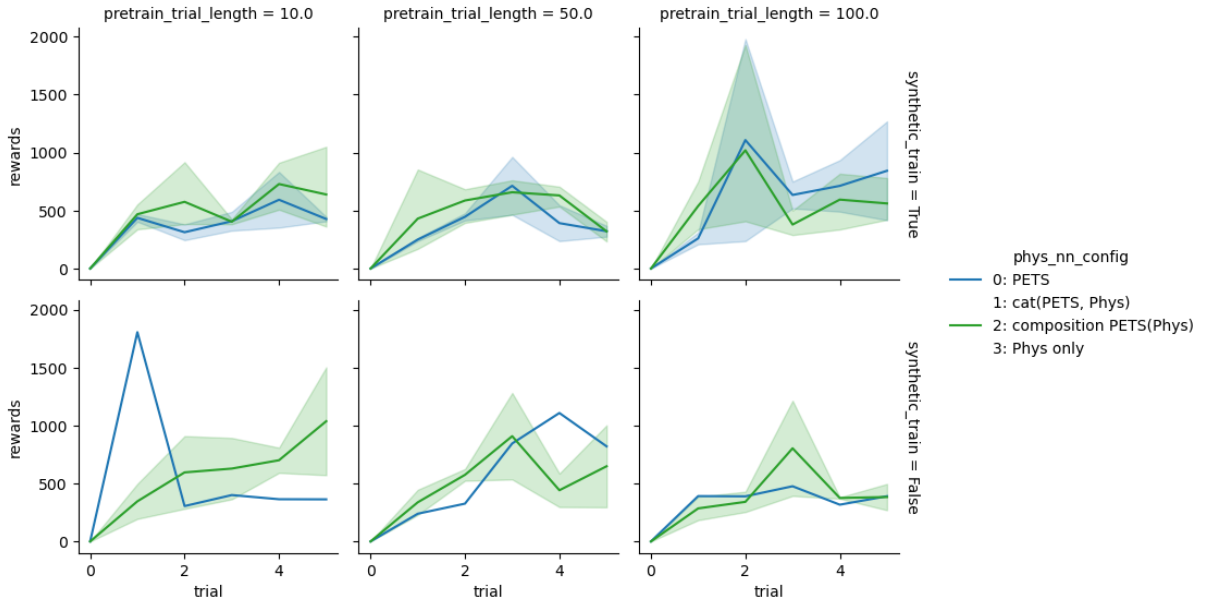 pretrain_trial_length = 10.0
pretrain_trial_length = 50.0
pretrain_trial_length = 100.0
2000
1500
1000
500
0
rewards
synthetic_train = True
2000
1500
1000
500
0
rewards
synthetic_train = False
0
2
4
trial
0
2
4
trial
0
2
4
trial
phys_nn_config
0: PETS
1: cat(PETS, Phys)
2: composition PETS(Phys)
3: Phys only